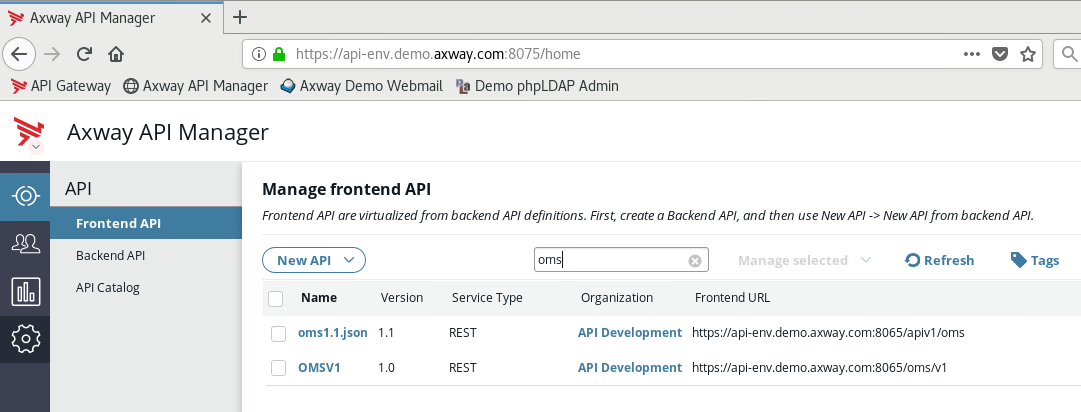 Axway API Manager
https://api-env.demo.axway.com:8075/home
API Gateway Axway API Manager Axway Demo Webmail Demo phpLDAP Admin
Axway API Manager
API
Frontend API
Backend API
API Catalog
Manage frontend API
Frontend API are virtualized from backend API definitions. First, create a Backend API, and then use New API -> New API from backend API.
New API oms Manage selected Refresh Tags
Name Version Service Type Organization Frontend URL
oms1.1.json 1.1 REST API Development https://api-env.demo.axway.com:8065/apiv1/oms
OMSV1 1.0 REST API Development https://api-env.demo.axway.com:8065/oms/v1